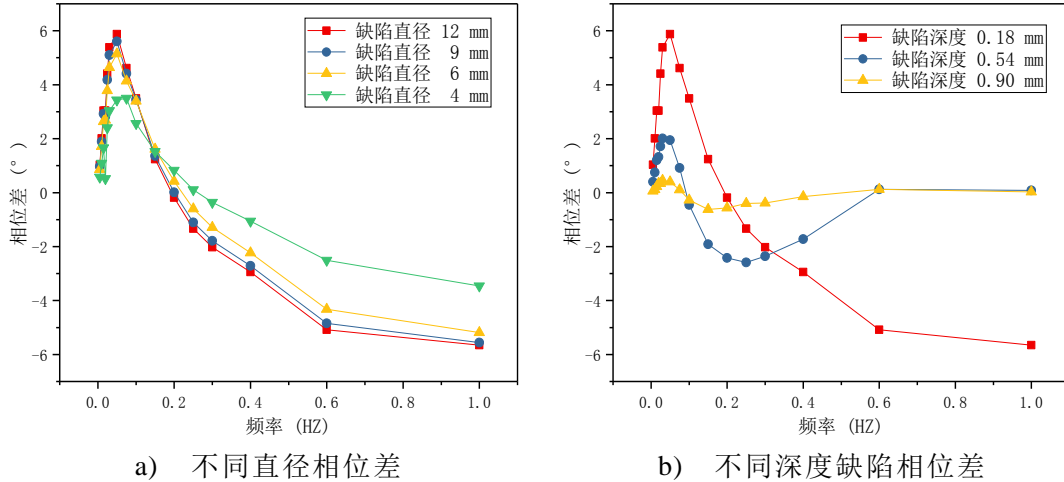 缺陷直径 12 mm
缺陷直径 9 mm
缺陷直径 6 mm
缺陷直径 4 mm
相位差 (°)
6
4
2
0
-2
-4
-6
0.0 0.2 0.4 0.6 0.8 1.0
频率 (HZ)
a) 不同直径相位差
缺陷深度 0.18 mm
缺陷深度 0.54 mm
缺陷深度 0.90 mm
相位差 (°)
6
4
2
0
-2
-4
-6
0.0 0.2 0.4 0.6 0.8 1.0
频率 (HZ)
b) 不同深度缺陷相位差